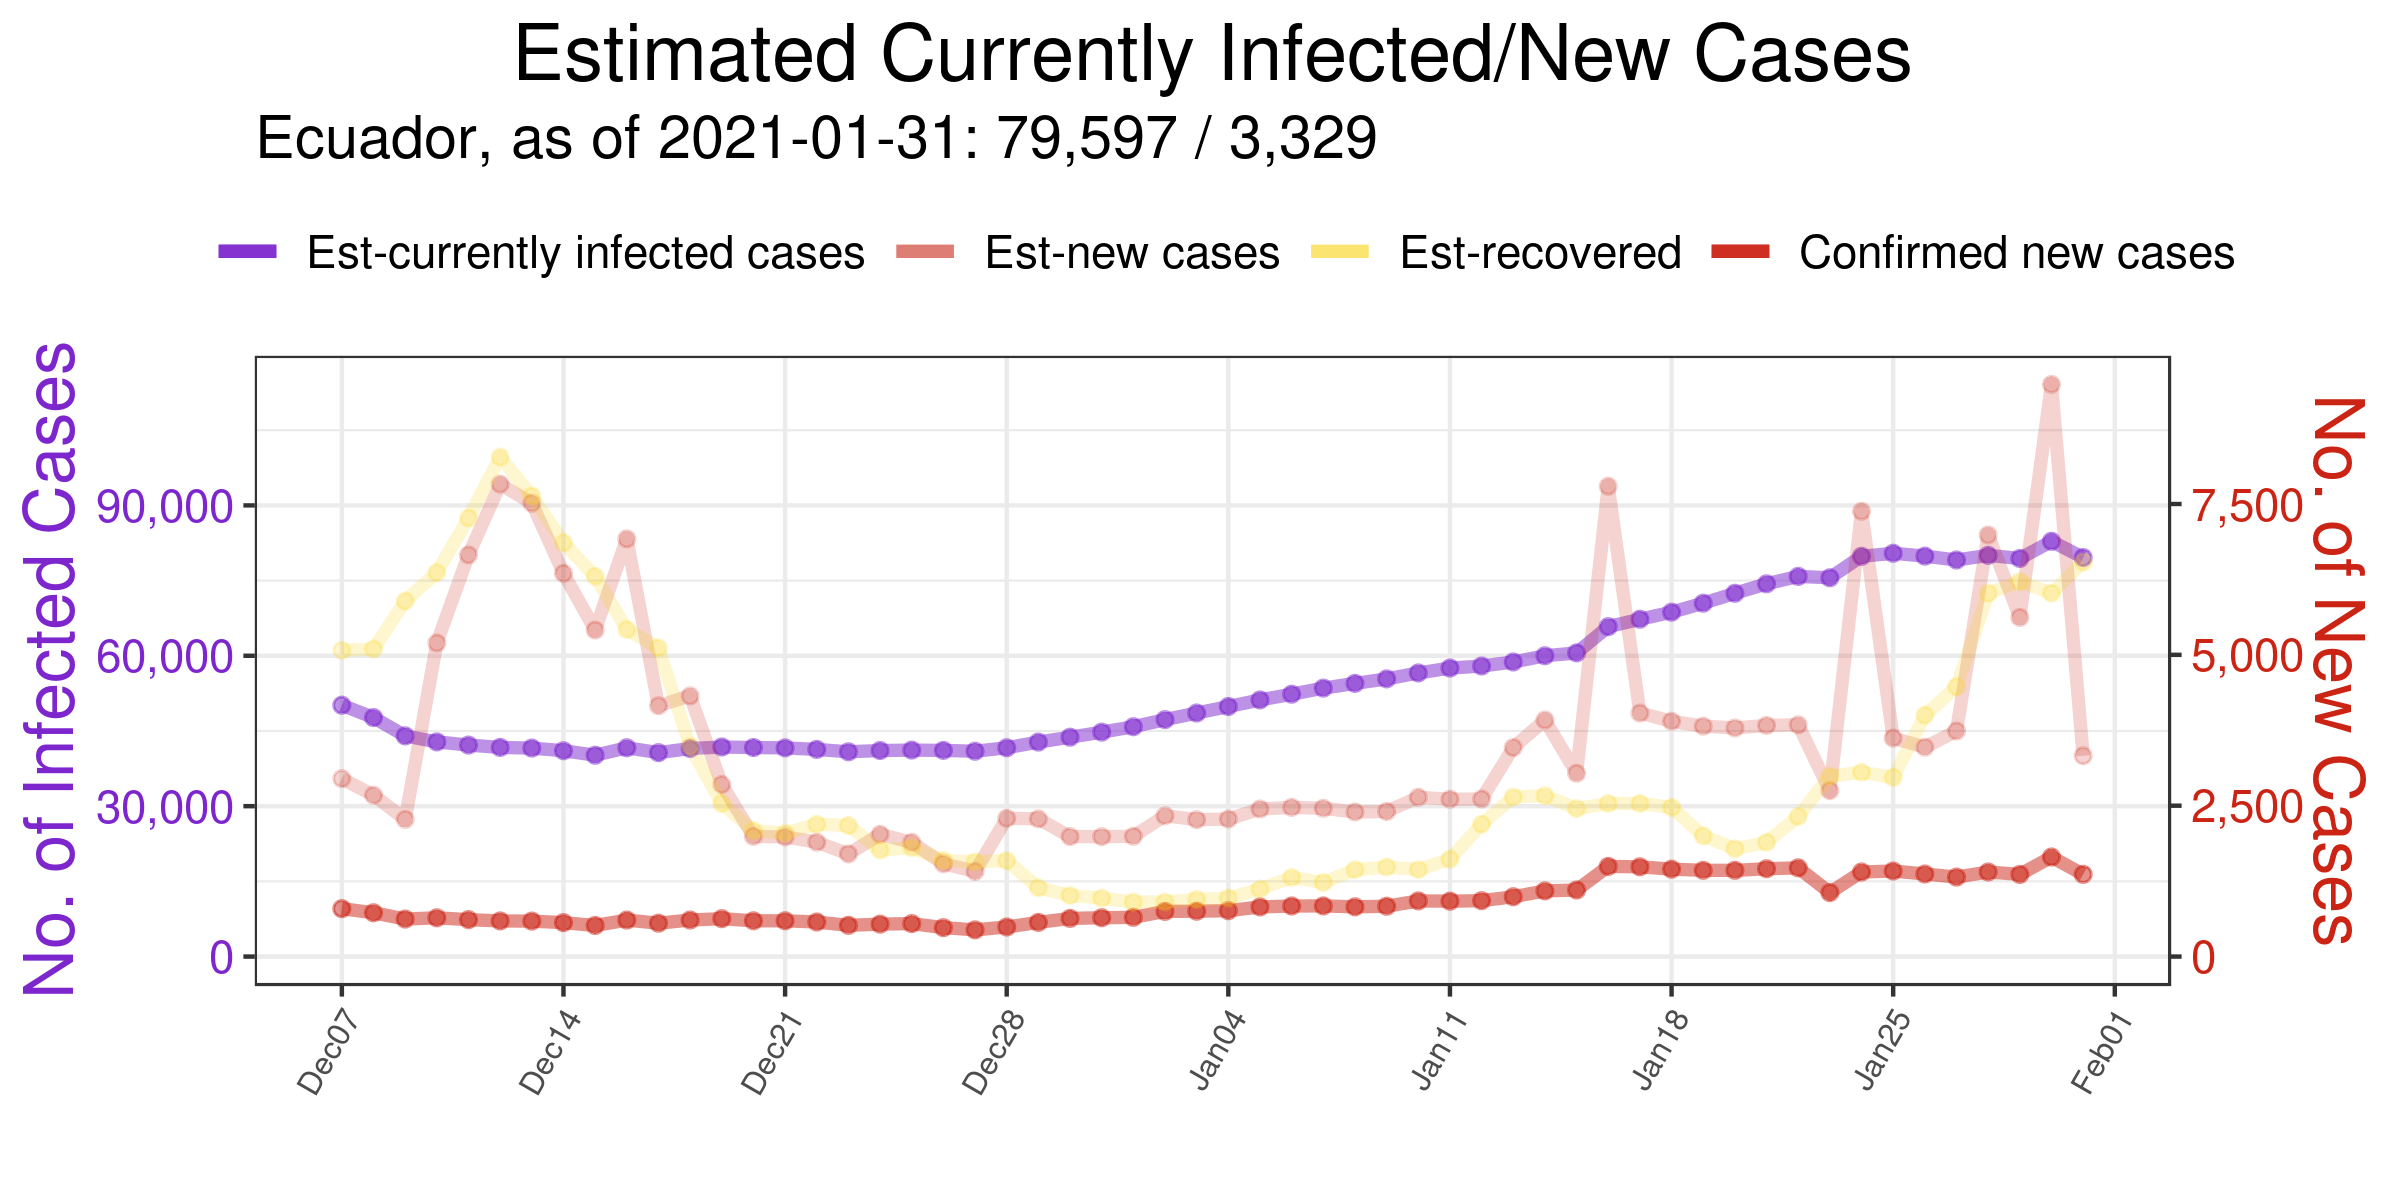 Estimated Currently Infected/New Cases
Ecuador, as of 2021-01-31: 79,597 / 3,329
Est-currently infected cases Est-new cases Est-recovered Confirmed new cases
No. of Infected Cases
90,000
60,000
30,000
0
7,500
5,000
2,500
0
No. of New Cases
Dec07 Dec14 Dec21 Dec28 Jan04 Jan11 Jan18 Jan25 Feb01